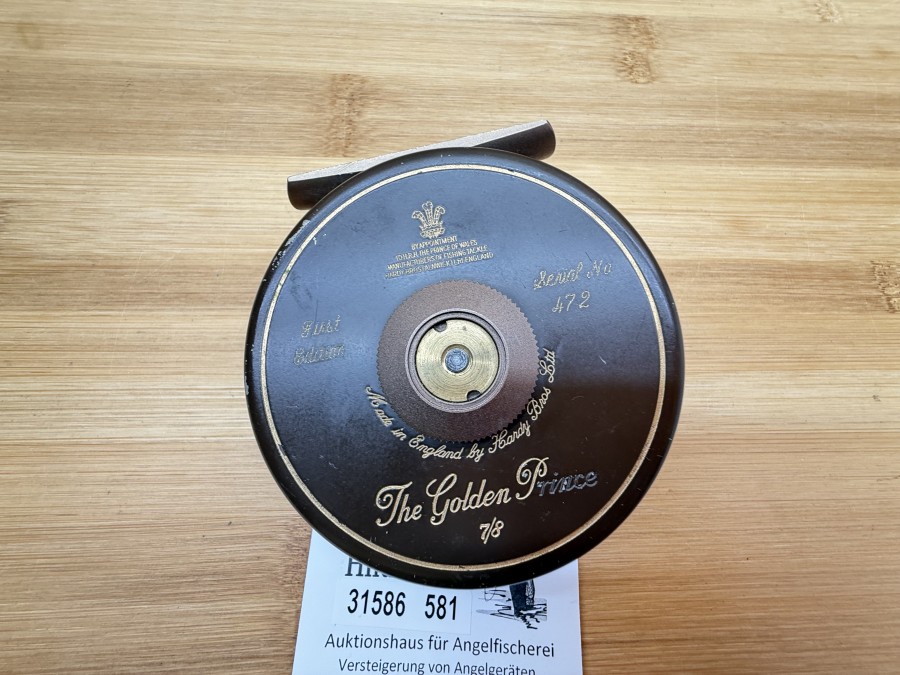 BY APPOINTMENT
TO H.R.H. THE PRINCE OF WALES
MANUFACTURERS OF FISHING TACKLE
HARDY BROS (ALNWICK) LTD ENGLAND
Serial No
472
First
Edition
Made in England by Hardy Bros Ltd
The Golden Prince
7/8
31586 581
Auktionshaus für Angelfischerei
Versteigerung von Angelgeräten